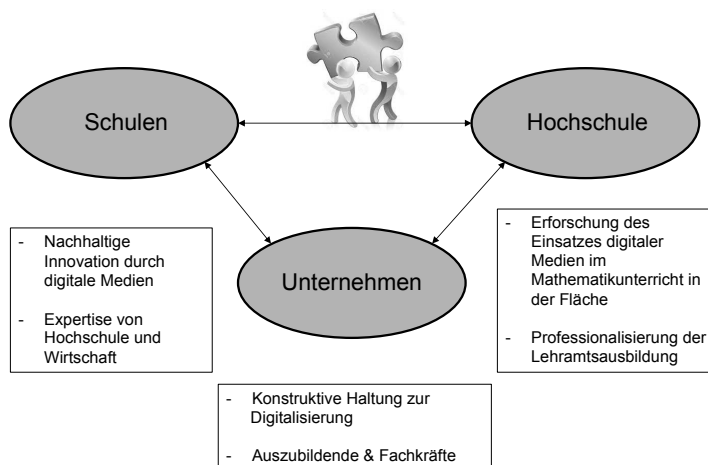 Schulen
Hochschule
Unternehmen
- Nachhaltige
Innovation durch
digitale Medien
- Expertise von
Hochschule und
Wirtschaft
- Erforschung des
Einsatzes digitaler
Medien im
Mathematikunterricht in
der Fläche
- Professionalisierung der
Lehramtsausbildung
- Konstruktive Haltung zur
Digitalisierung
- Auszubildende & Fachkräfte